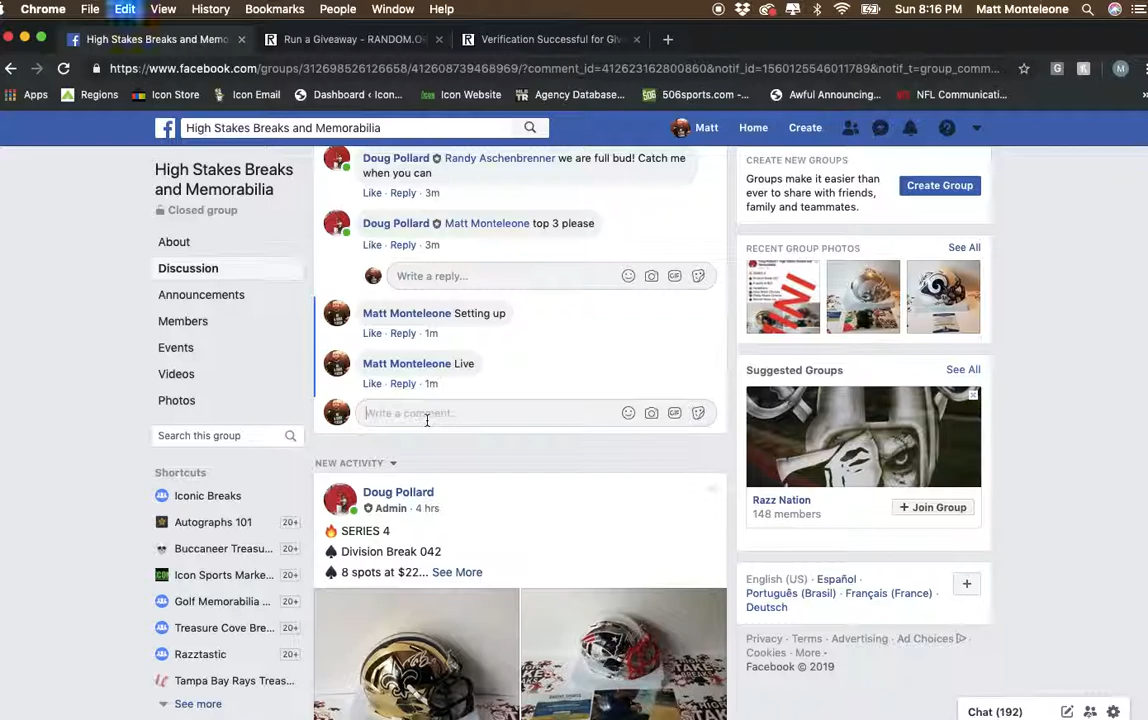 Chrome File Edit View History Bookmarks People Window Help Sun 8:16 PM Matt Monteleone
High Stakes Breaks and Memo Run a Giveaway - RANDOM.OR Verification Successful for Giv
https://www.facebook.com/groups/312698526126658/412608739468969/?comment_id=412623162800860&notif_id=1560125546011789&notif_t=group_comm... G M
Apps Regions Icon Store Icon Email Dashboard ‹ Icon... Icon Website Agency Database... 506sports.com -... Awful Announcing... NFL Communicati...
High Stakes Breaks and Memorabilia Matt Home Create
High Stakes Breaks
and Memorabilia
Closed group
About
Discussion
Announcements
Members
Events
Videos
Photos
Search this group
Shortcuts
Iconic Breaks
Autographs 101 20+
Buccaneer Treasu... 20+
Icon Sports Marke... 20+
Golf Memorabilia ... 20+
Treasure Cove Bre... 20+
Razztastic 20+
Tampa Bay Rays Treas...
See more
Doug Pollard Randy Aschenbrenner we are full bud! Catch me
when you can
Like · Reply · 3m
Doug Pollard Matt Monteleone top 3 please
Like · Reply · 3m
Write a reply... GIF
Matt Monteleone Setting up
Like · Reply · 1m
Matt Monteleone Live
Like · Reply · 1m
Write a comment... GIF
NEW ACTIVITY
Doug Pollard
Admin · 4 hrs
🔥 SERIES 4
♠ Division Break 042
♠ 8 spots at $22... See More
CREATE NEW GROUPS
Groups make it easier than
ever to share with friends,
family and teammates.
Create Group
RECENT GROUP PHOTOS See All
Suggested Groups See All
Razz Nation
148 members
+ Join Group
English (US) · Español ·
Português (Brasil) · Français (France) ·
Deutsch
Privacy · Terms · Advertising · Ad Choices
Cookies · More
Facebook © 2019
Chat (192)